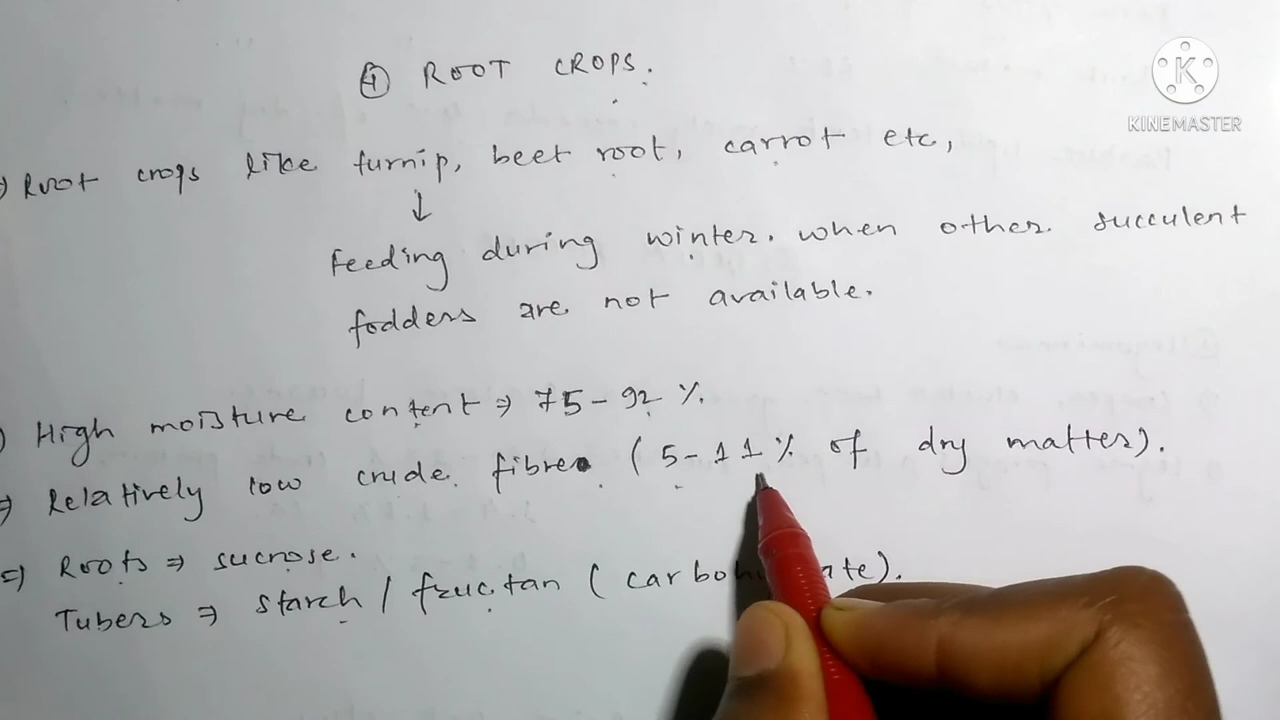 ④ ROOT CROPS.
KINEMASTER
⇒ Root crops like turnip, beet root, carrot etc,
↓
Feeding during winter. when other succulent
fodders are not available.
⇒ High moisture content ⇒ 75-92 %.
⇒ Relatively low crude fibre (5-11% of dry matter).
⇒ Roots ⇒ sucrose.
Tubers ⇒ starch / fructan (